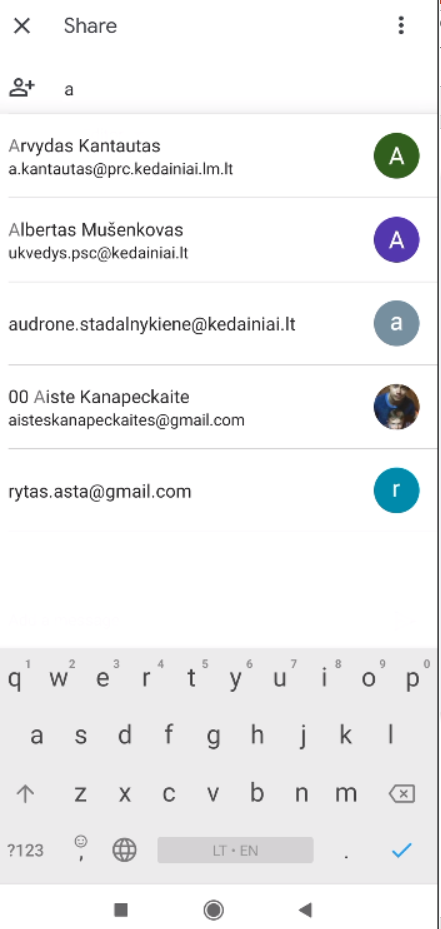 Share
a
Arvydas Kantautas
A
a.kantautas@prc.kedainiai.lm.lt
Albertas Mušenkovas
A
ukvedys.psc@kedainiai.lt
audrone.stadalnykiene@kedainiai.lt
a
00 Aiste Kanapeckaite
aisteskanapeckaites@gmail.com
rytas.asta@gmail.com
r
1 2 3 4 5 6 7 8 9 0
q w e r t y u i o p
a s d f g h j k l
z x c v b n m
?123 , LT • EN .